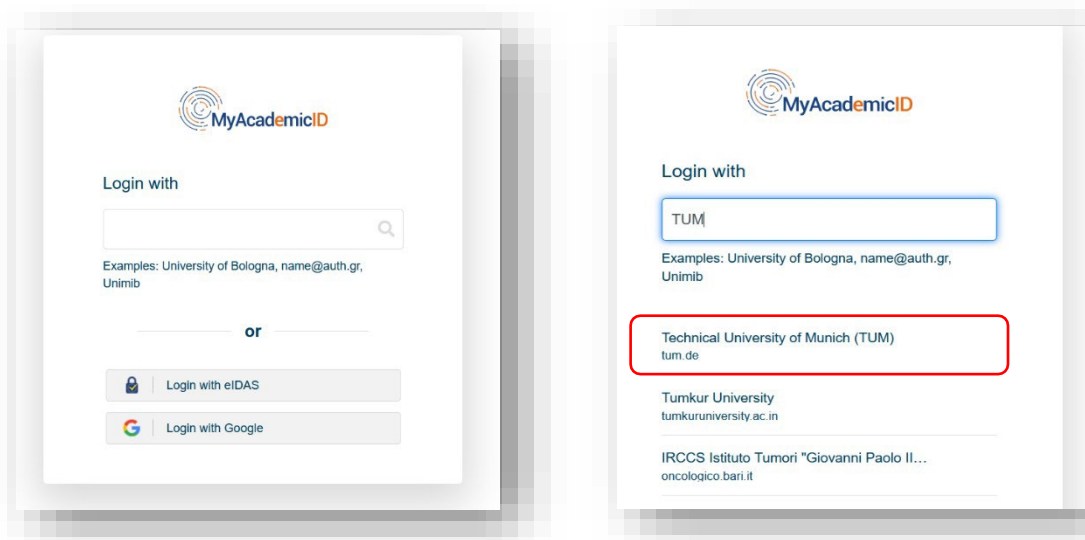 MyAcademicID
Login with
Examples: University of Bologna, name@auth.gr,
Unimib
or
Login with eIDAS
Login with Google
MyAcademicID
Login with
TUM
Examples: University of Bologna, name@auth.gr,
Unimib
Technical University of Munich (TUM)
tum.de
Tumkur University
tumkuruniversity.ac.in
IRCCS Istituto Tumori "Giovanni Paolo II...
oncologico.bari.it